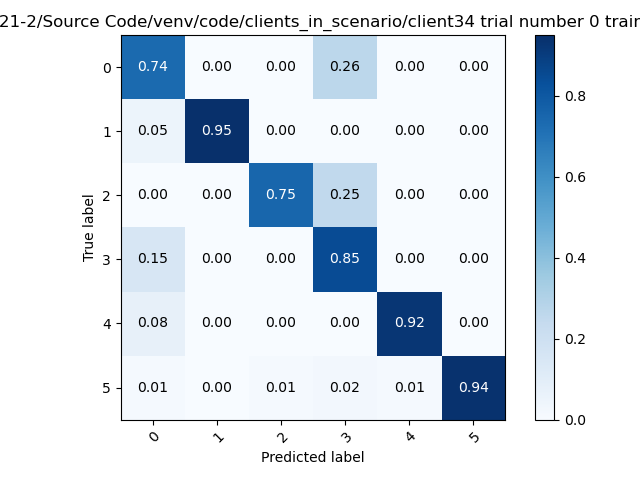 21-2/Source Code/venv/code/clients_in_scenario/client34 trial number 0 train
0 0.74 0.00 0.00 0.26 0.00 0.00
1 0.05 0.95 0.00 0.00 0.00 0.00
2 0.00 0.00 0.75 0.25 0.00 0.00
3 0.15 0.00 0.00 0.85 0.00 0.00
4 0.08 0.00 0.00 0.00 0.92 0.00
5 0.01 0.00 0.01 0.02 0.01 0.94
0 1 2 3 4 5
Predicted label
True label
0.8
0.6
0.4
0.2
0.0